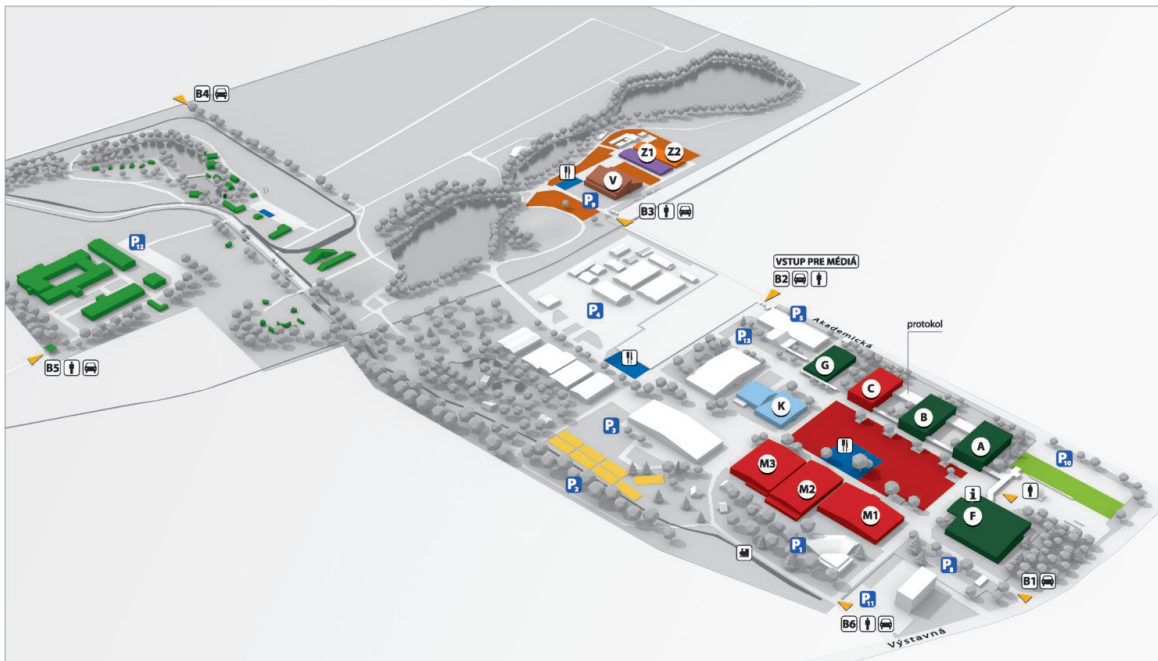 B4
Z1
Z2
V
P9
B3
P12
VSTUP PRE MÉDIÁ
B2
P4
P5
Akademická
protokol
P13
B5
G
C
K
B
A
P3
M3
M2
M1
P10
P2
F
P1
P8
B1
P11
B6
Výstavná